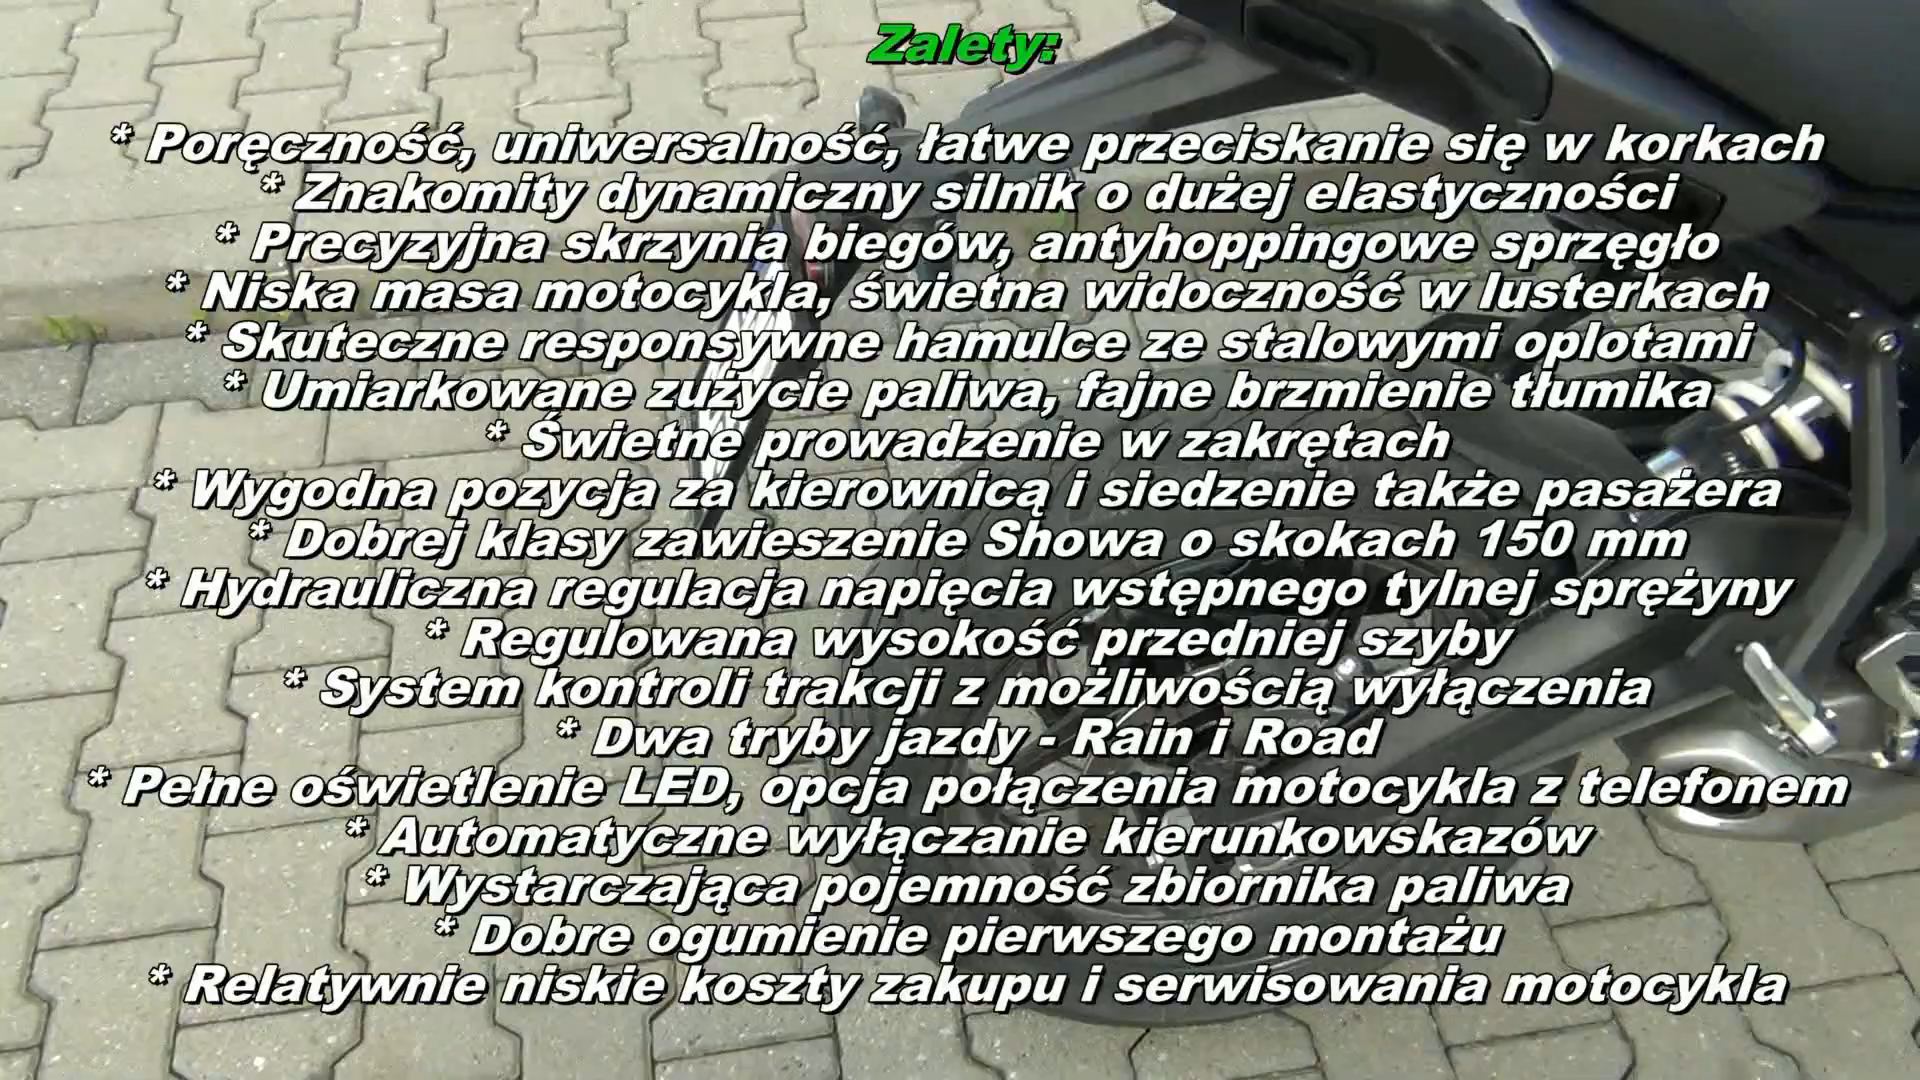 Zalety:
* Poręczność, uniwersalność, łatwe przeciskanie się w korkach
* Znakomity dynamiczny silnik o dużej elastyczności
* Precyzyjna skrzynia biegów, antyhoppingowe sprzęgło
* Niska masa motocykla, świetna widoczność w lusterkach
* Skuteczne responsywne hamulce ze stalowymi oplotami
* Umiarkowane zużycie paliwa, fajne brzmienie tłumika
* Świetne prowadzenie w zakrętach
* Wygodna pozycja za kierownicą i siedzenie także pasażera
* Dobrej klasy zawieszenie Showa o skokach 150 mm
* Hydrauliczna regulacja napięcia wstępnego tylnej sprężyny
* Regulowana wysokość przedniej szyby
* System kontroli trakcji z możliwością wyłączenia
* Dwa tryby jazdy - Rain i Road
* Pełne oświetlenie LED, opcja połączenia motocykla z telefonem
* Automatyczne wyłączanie kierunkowskazów
* Wystarczająca pojemność zbiornika paliwa
* Dobre ogumienie pierwszego montażu
* Relatywnie niskie koszty zakupu i serwisowania motocykla